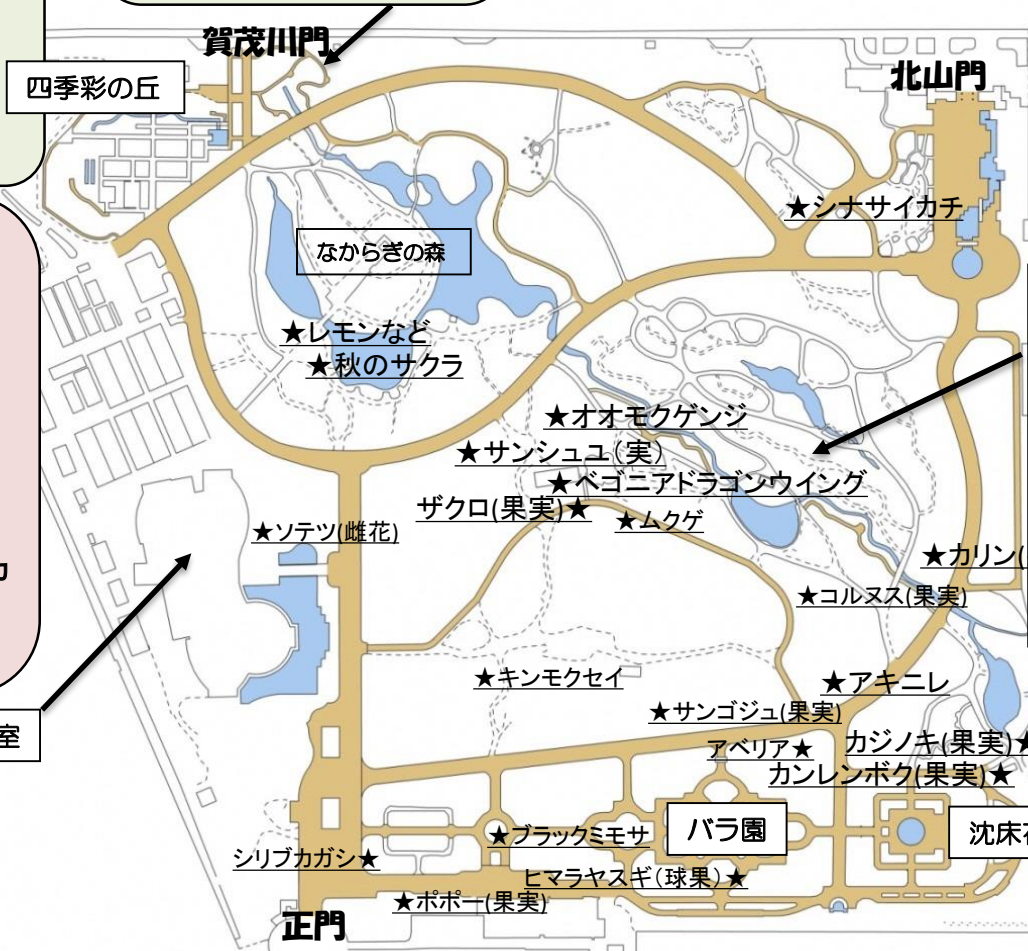 賀茂川門
四季彩の丘
北山門
★シナサイカチ
なからぎの森
★レモンなど
★秋のサクラ
★オオモクゲンジ
★サンシュユ(実)
★ベゴニアドラゴンウイング
ザクロ(果実)★
★ムクゲ
★ソテツ(雌花)
★カリン(
★コルヌス(果実)
★キンモクセイ
★アキニレ
★サンゴジュ(果実)
室
アベリア★
カジノキ(果実)★
カンレンボク(果実)★
バラ園
★ブラックミモサ
沈床
シリブカガシ★
ヒマラヤスギ(球果)★
★ポポー(果実)
正門